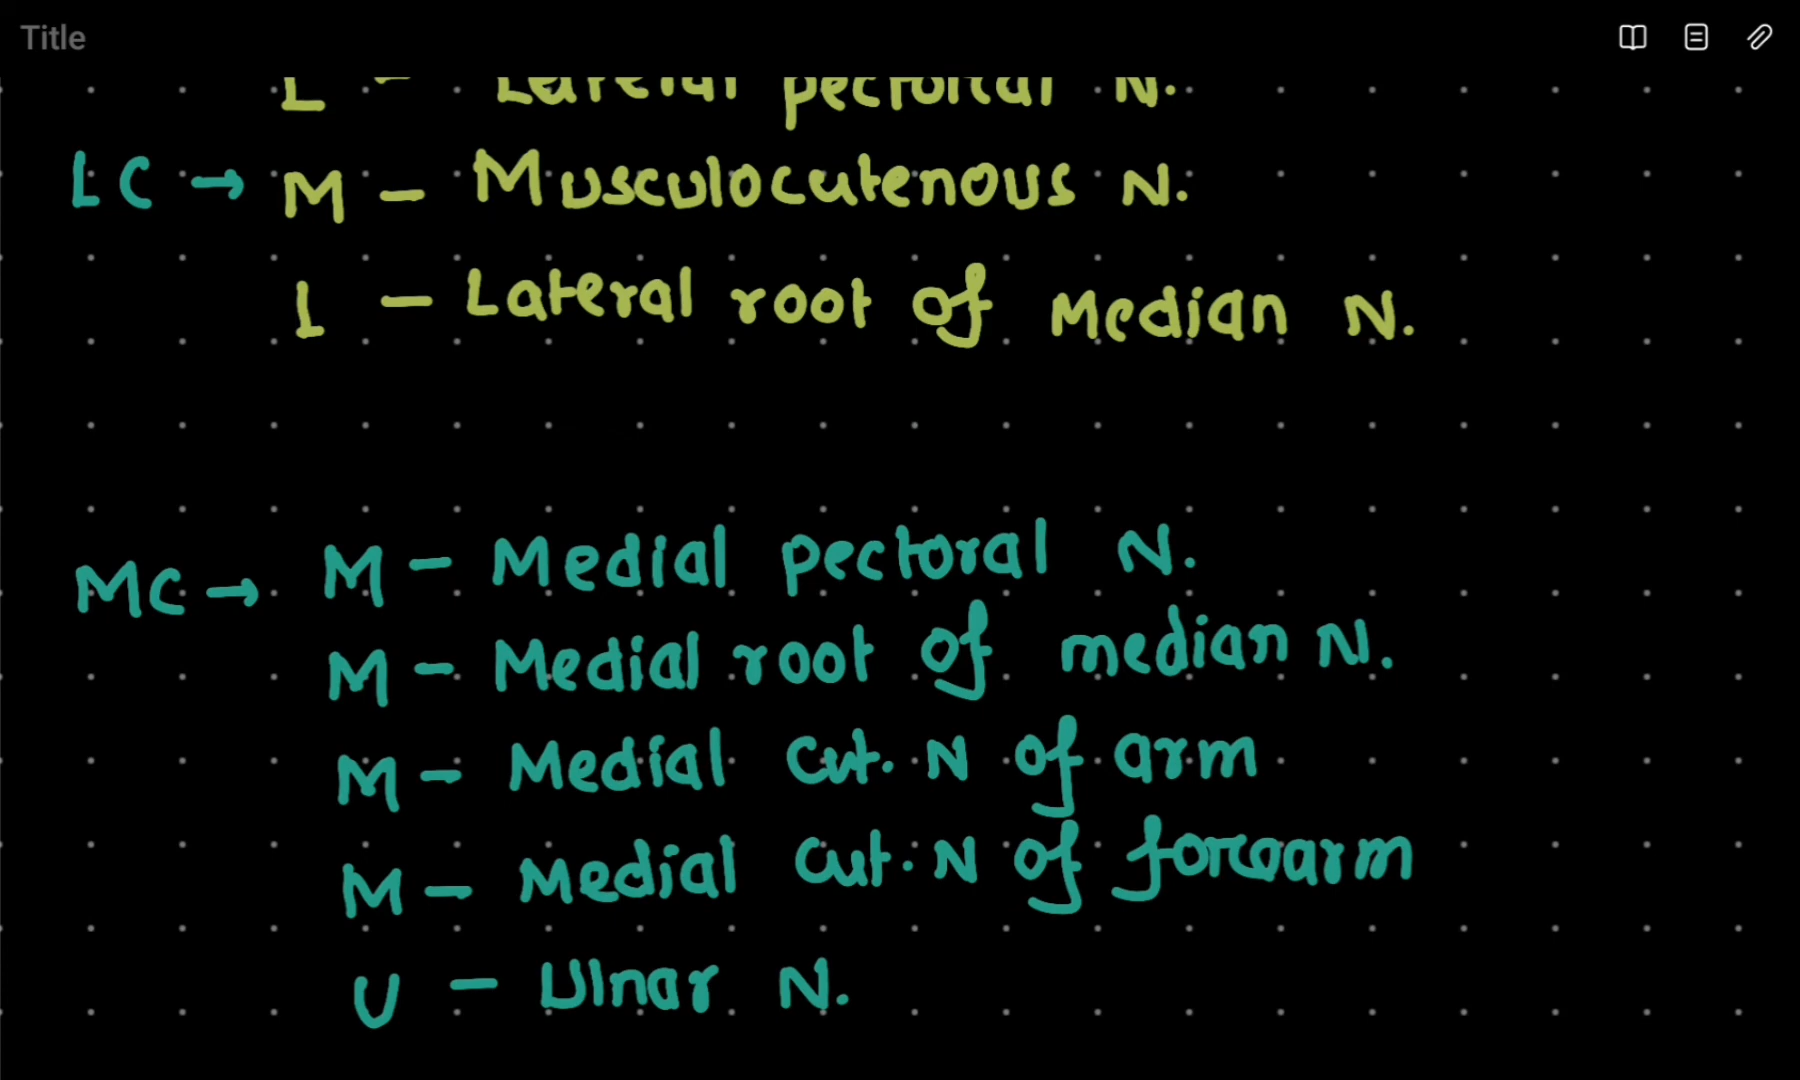 Title
L - Lateral pectoral N.
LC → M - Musculocutenous N.
L - Lateral root of Median N.
MC → M - Medial pectoral N.
M - Medial root of median N.
M - Medial Cut. N of arm
M - Medial Cut. N of forearm
U - Ulnar N.